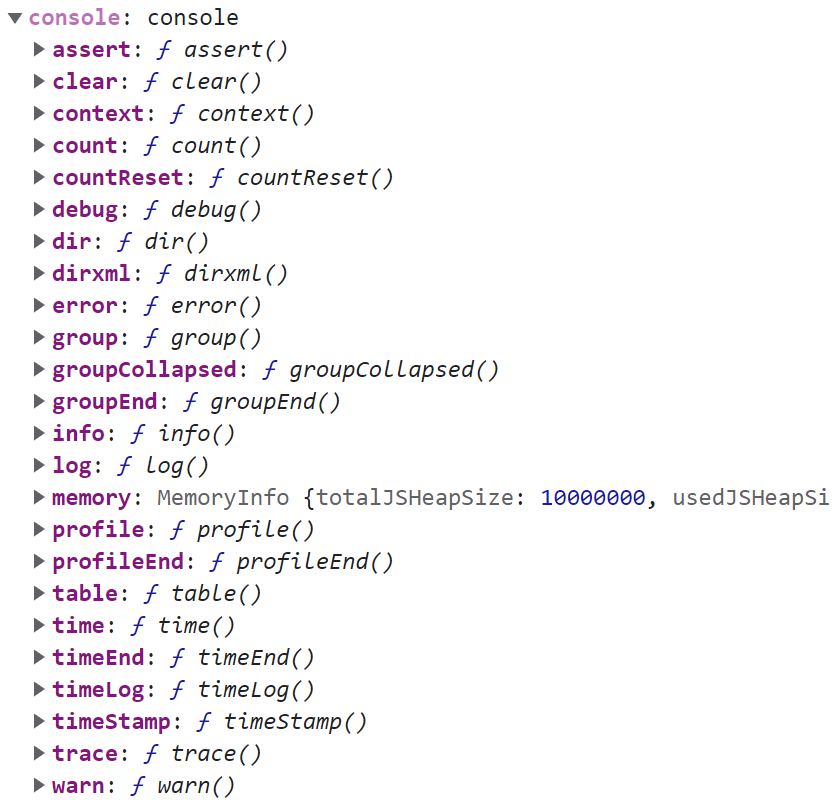 console: console
assert: ƒ assert()
clear: ƒ clear()
context: ƒ context()
count: ƒ count()
countReset: ƒ countReset()
debug: ƒ debug()
dir: ƒ dir()
dirxml: ƒ dirxml()
error: ƒ error()
group: ƒ group()
groupCollapsed: ƒ groupCollapsed()
groupEnd: ƒ groupEnd()
info: ƒ info()
log: ƒ log()
memory: MemoryInfo {totalJSHeapSize: 10000000, usedJSHeapSi
profile: ƒ profile()
profileEnd: ƒ profileEnd()
table: ƒ table()
time: ƒ time()
timeEnd: ƒ timeEnd()
timeLog: ƒ timeLog()
timeStamp: ƒ timeStamp()
trace: ƒ trace()
warn: ƒ warn()